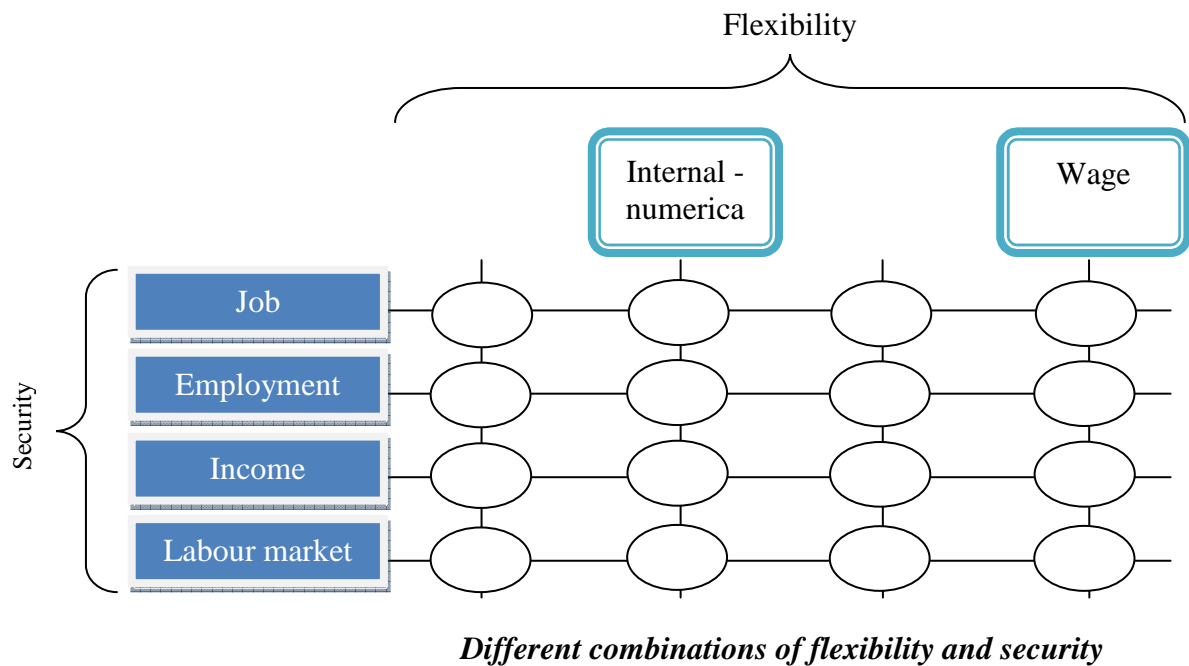 Flexibility
Internal -
numerica
Wage
Security
Job
Employment
Income
Labour market
Different combinations of flexibility and security